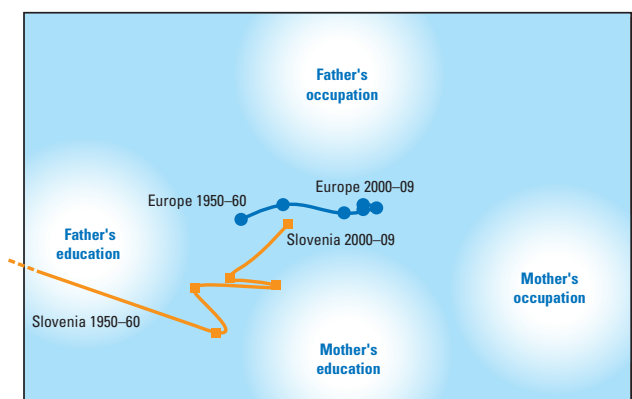 Father's
occupation
Europe 1950–60
Europe 2000–09
Father's
education
Slovenia 2000–09
Mother's
occupation
Slovenia 1950–60
Mother's
education